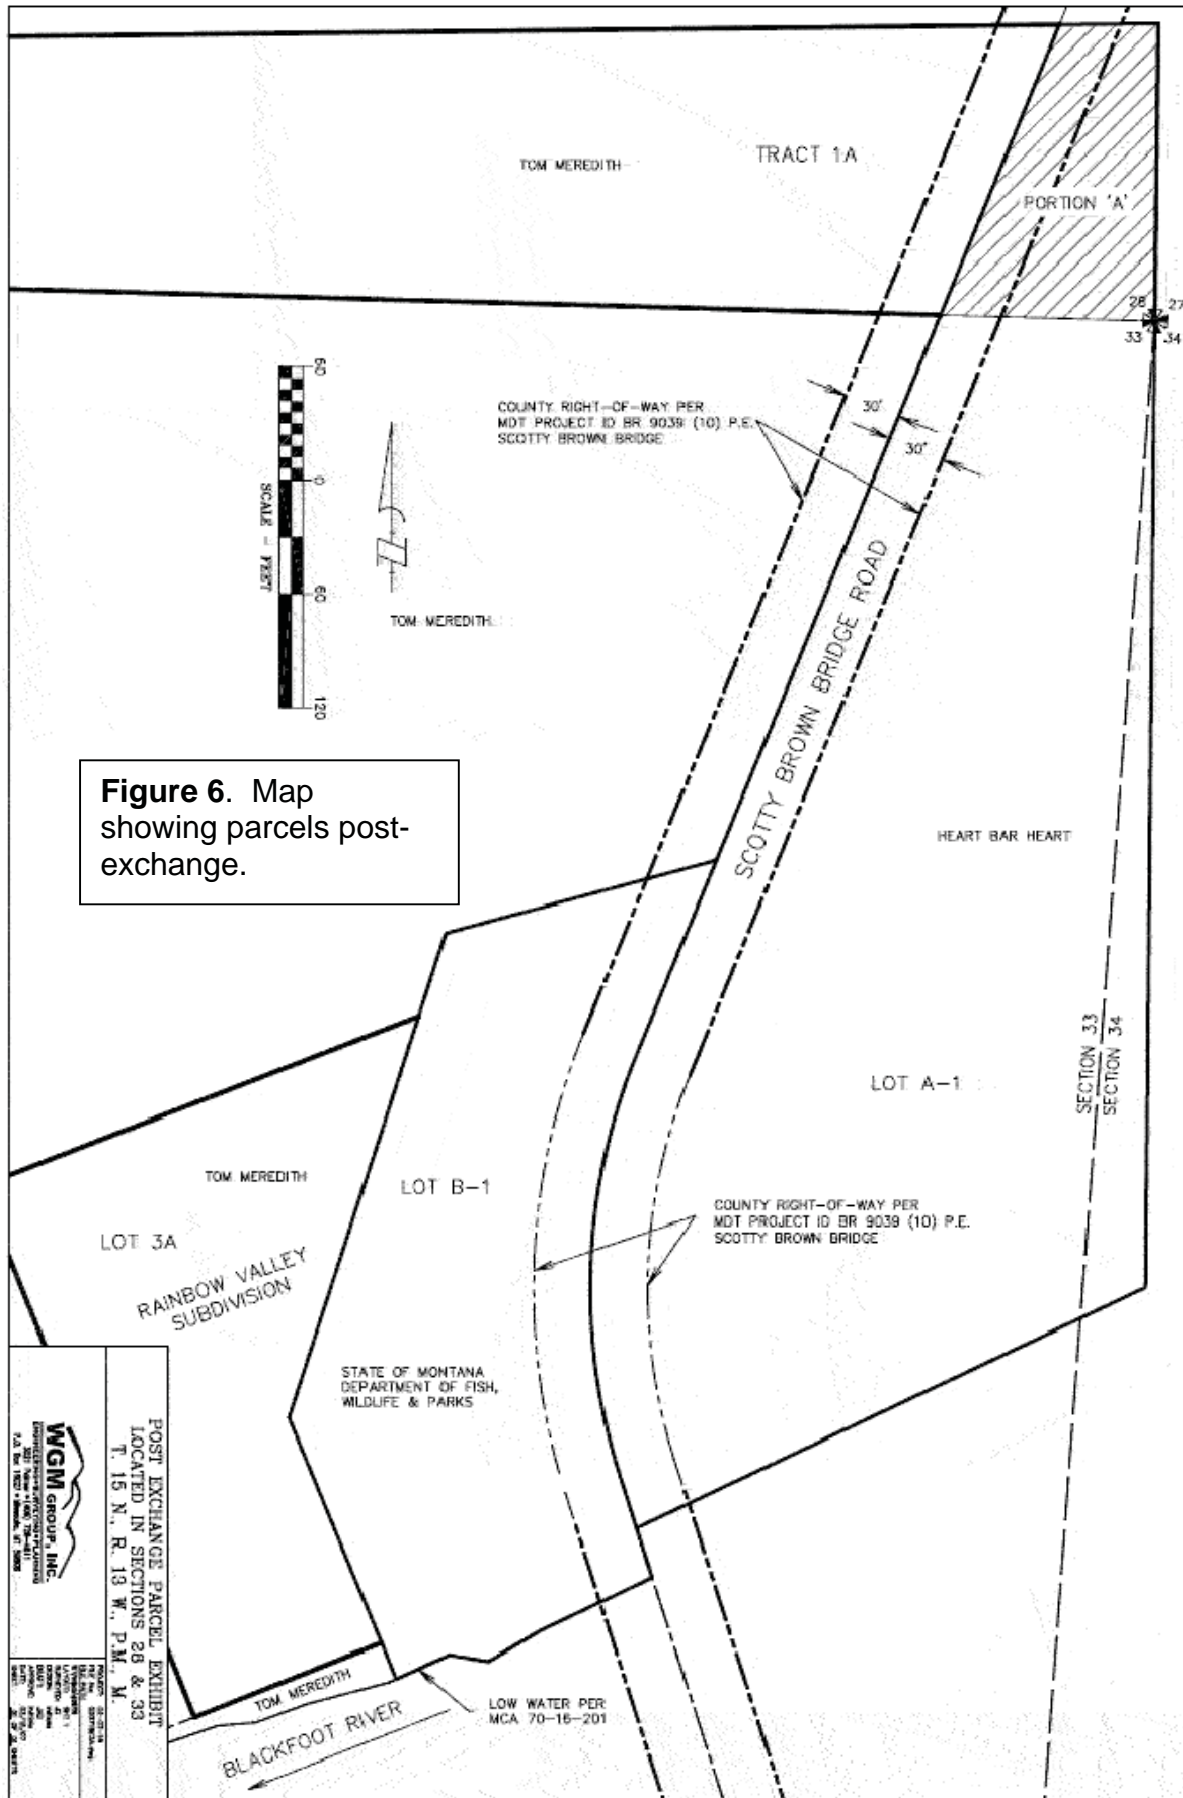 TOM MEREDITH
TRACT 1A
PORTION 'A'
28 27
33 34
COUNTY RIGHT-OF-WAY PER
MDT PROJECT ID BR 9039 (10) P.E.
SCOTTY BROWN BRIDGE
30'
30'
60
0
60
120
SCALE - FEET
N
TOM MEREDITH
SCOTTY BROWN BRIDGE ROAD
Figure 6. Map
showing parcels post-
exchange.
HEART BAR HEART
SECTION 33
SECTION 34
LOT A-1
TOM MEREDITH
LOT B-1
LOT 3A
RAINBOW VALLEY
SUBDIVISION
COUNTY RIGHT-OF-WAY PER
MDT PROJECT ID BR 9039 (10) P.E.
SCOTTY BROWN BRIDGE
STATE OF MONTANA
DEPARTMENT OF FISH,
WILDLIFE & PARKS
POST EXCHANGE PARCEL EXHIBIT
LOCATED IN SECTIONS 28 & 33
T. 15 N., R. 13 W., P.M., M.
WGM GROUP, INC.
ENGINEERING•SURVEYING•PLANNING
TOM MEREDITH
BLACKFOOT RIVER
LOW WATER PER
MCA 70-16-201